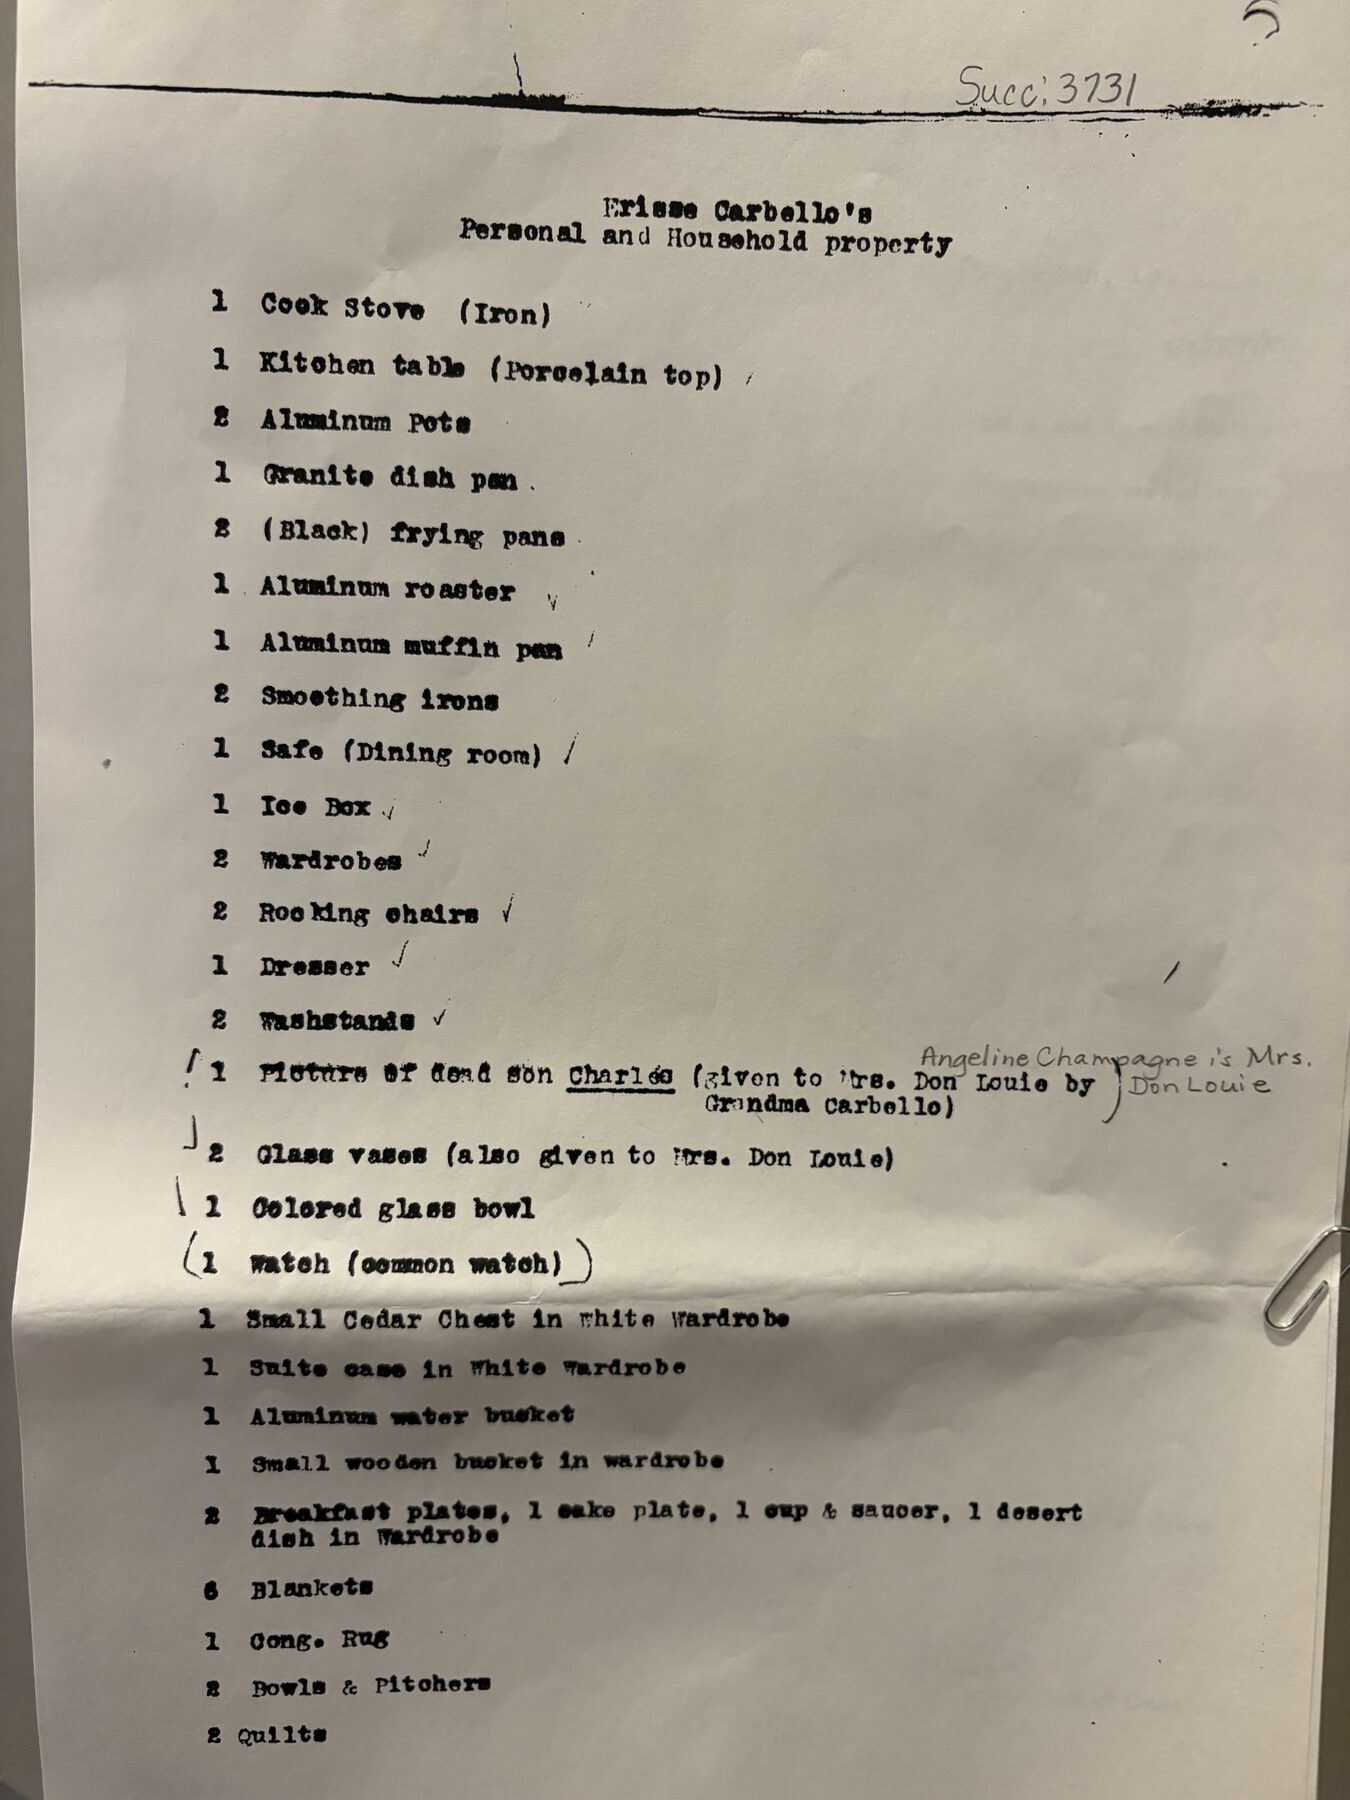 Succ. 3731
Erisse Carbello's
Personal and Household property
1 Cook Stove (Iron)
1 Kitchen table (Porcelain top)
2 Aluminum Pots
1 Granite dish pan
2 (Black) frying pans
1 Aluminum roaster
1 Aluminum muffin pan
2 Smoothing irons
1 Safe (Dining room)
1 Ice Box
2 Wardrobes
2 Rocking chairs
1 Dresser
2 Washstands
Angeline Champagne is Mrs.
1 Picture of dead son Charles (given to Mrs. Don Louie by Don Louie
Grandma Carbello)
2 Glass vases (also given to Mrs. Don Louie)
1 Colored glass bowl
(1 Watch (common watch))
1 Small Cedar Chest in White Wardrobe
1 Suite case in White Wardrobe
1 Aluminum water bucket
1 Small wooden bucket in wardrobe
2 Breakfast plates, 1 cake plate, 1 cup & saucer, 1 desert
dish in Wardrobe
6 Blankets
1 Cong. Rug
2 Bowls & Pitchers
2 Quilts